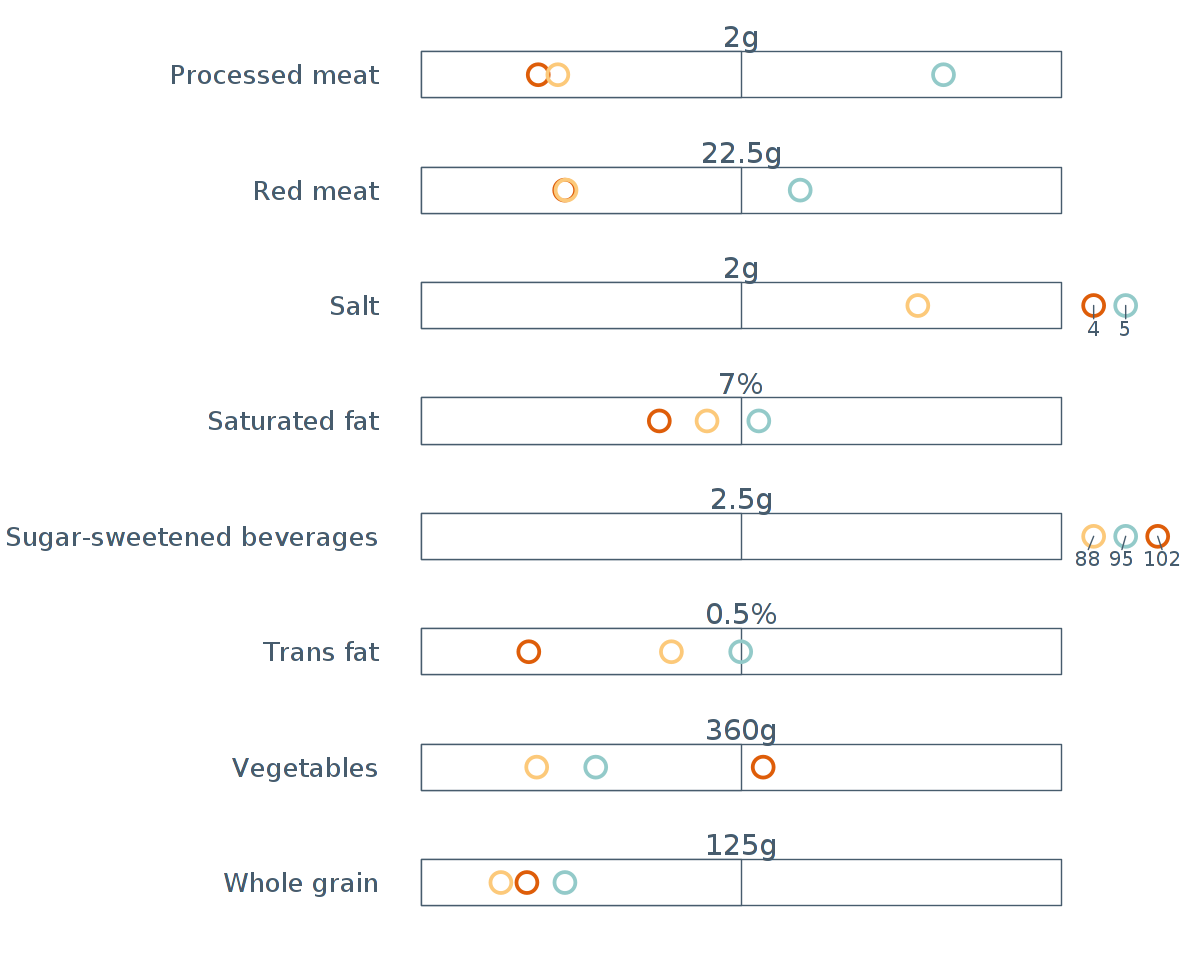 2g
Processed meat
22.5g
Red meat
2g
Salt
4 5
7%
Saturated fat
2.5g
Sugar-sweetened beverages
88 95 102
0.5%
Trans fat
360g
Vegetables
125g
Whole grain